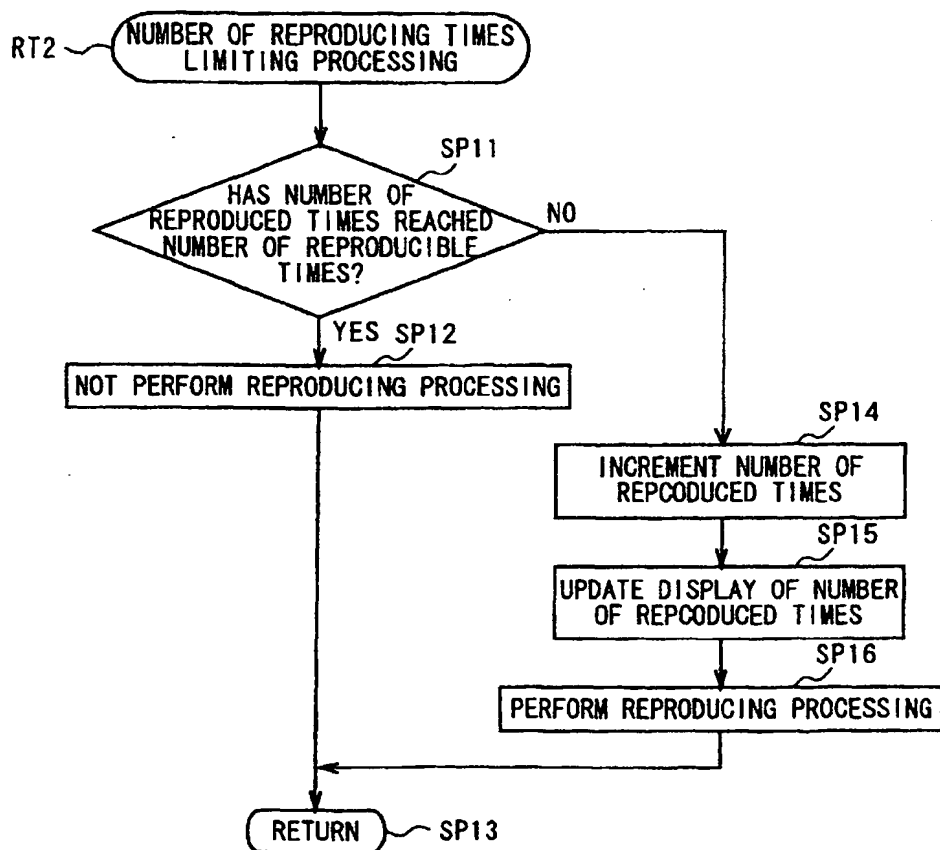 RT2
NUMBER OF REPRODUCING TIMES
LIMITING PROCESSING
SP11
HAS NUMBER OF
REPRODUCED TIMES REACHED
NUMBER OF REPRODUCIBLE
TIMES?
NO
YES
SP12
NOT PERFORM REPRODUCING PROCESSING
SP14
INCREMENT NUMBER OF
REPCODUCED TIMES
SP15
UPDATE DISPLAY OF NUMBER
OF REPCODUCED TIMES
SP16
PERFORM REPRODUCING PROCESSING
RETURN
SP13